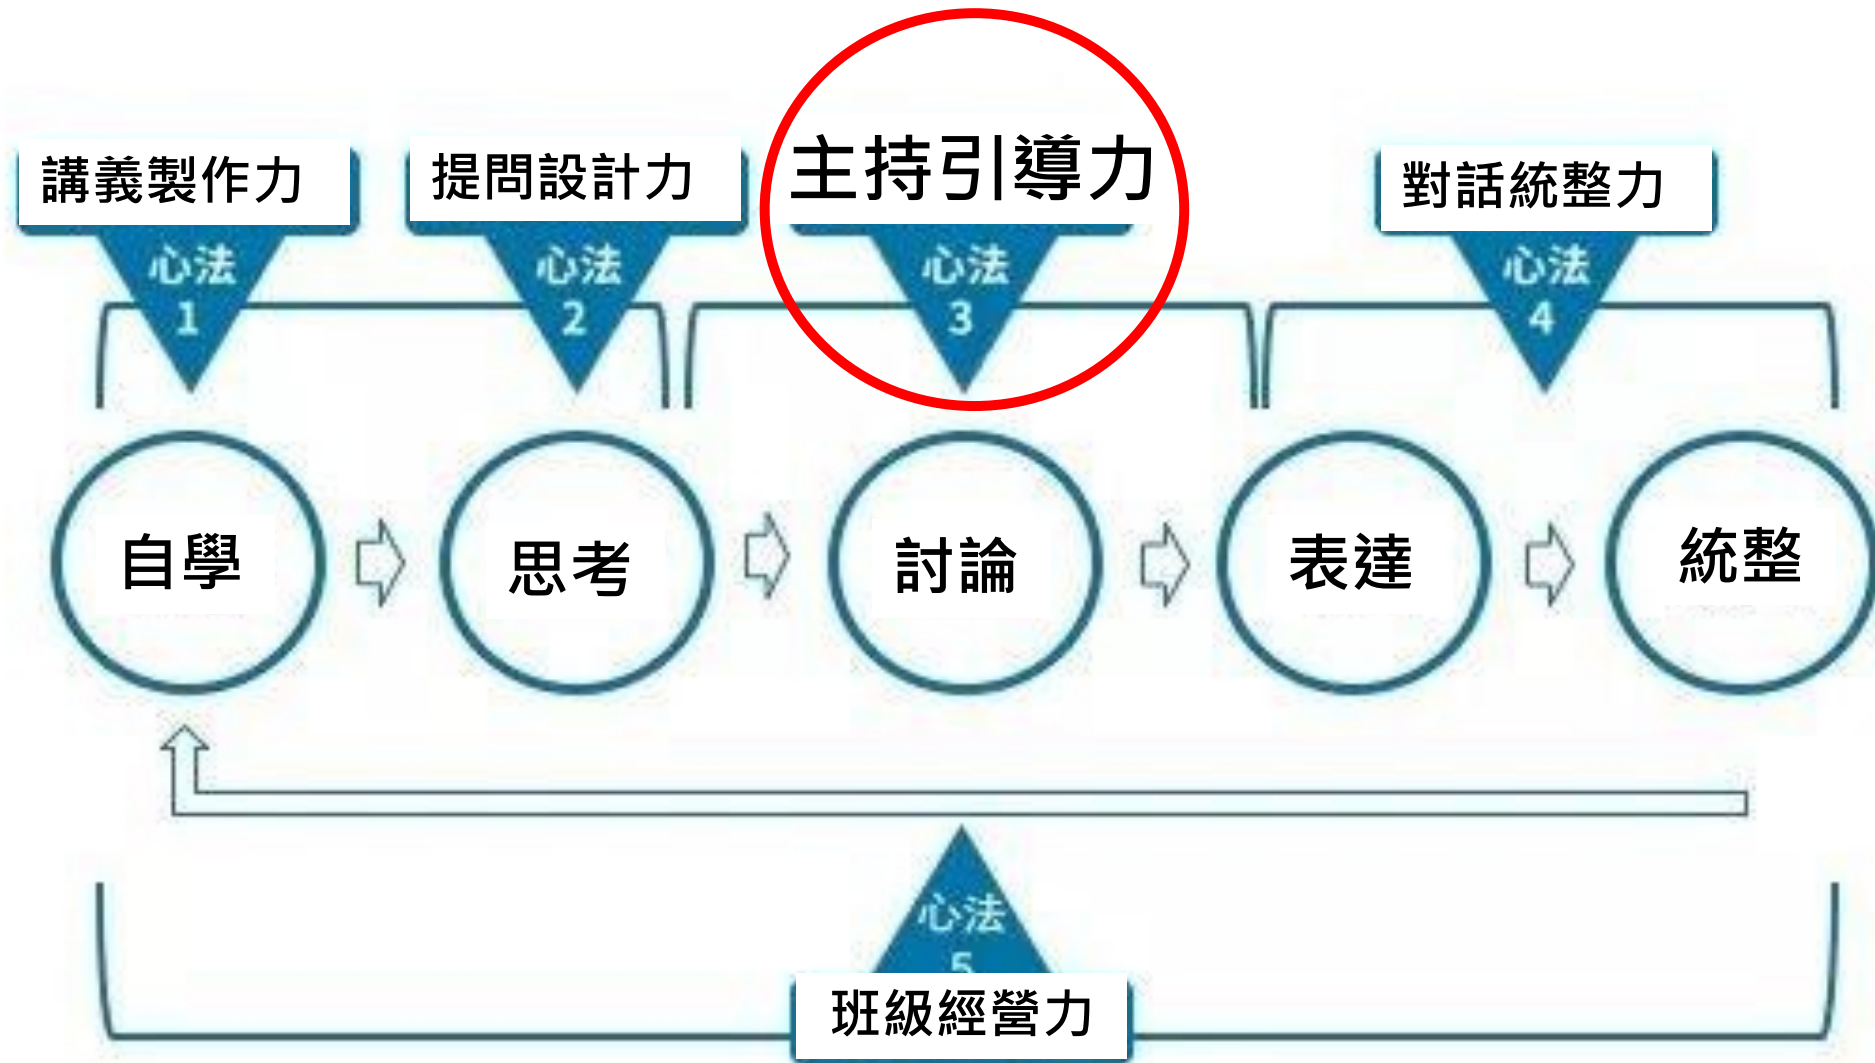 講義製作力
提問設計力
主持引導力
對話統整力
心法
1
心法
2
心法
3
心法
4
自學
思考
討論
表達
統整
心法
5
班級經營力